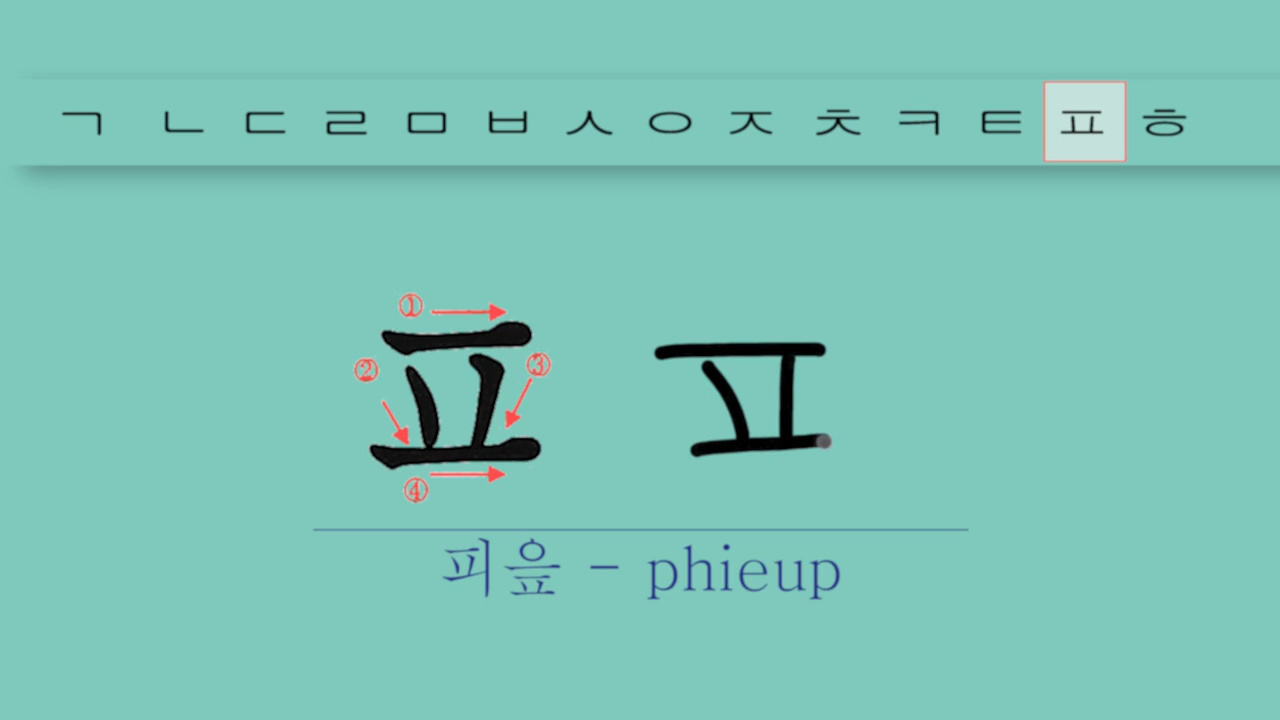 ㄱ ㄴ ㄷ ㄹ ㅁ ㅂ ㅅ ㅇ ㅈ ㅊ ㅋ ㅌ ㅍ ㅎ
① ② ③ ④ ㅍ ㅍ
피읖 - phieup